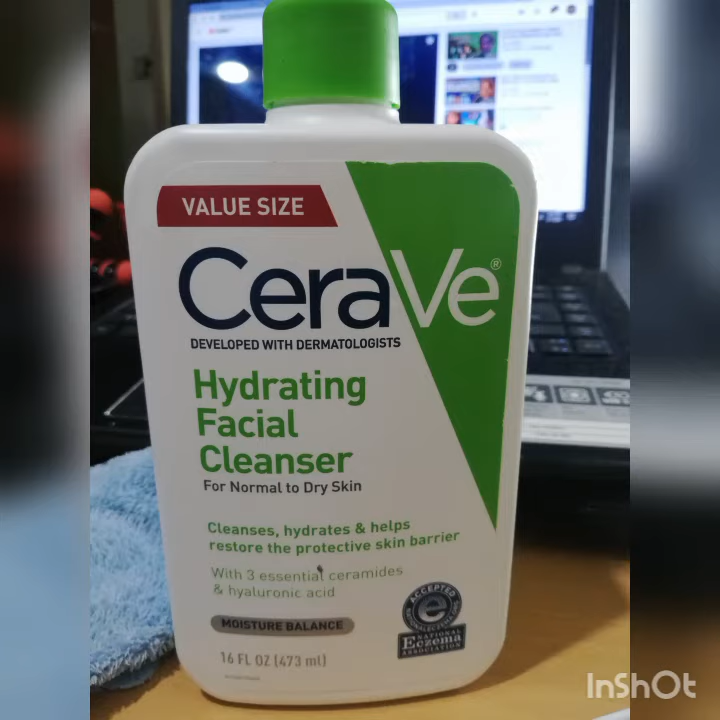 VALUE SIZE
CeraVe®
DEVELOPED WITH DERMATOLOGISTS
Hydrating
Facial
Cleanser
For Normal to Dry Skin
Cleanses, hydrates & helps
restore the protective skin barrier
With 3 essential ceramides
& hyaluronic acid
MOISTURE BALANCE
16 FL OZ (473 ml)
ACCEPTED
e
NATIONAL
Eczema
ASSOCIATION
InShOt